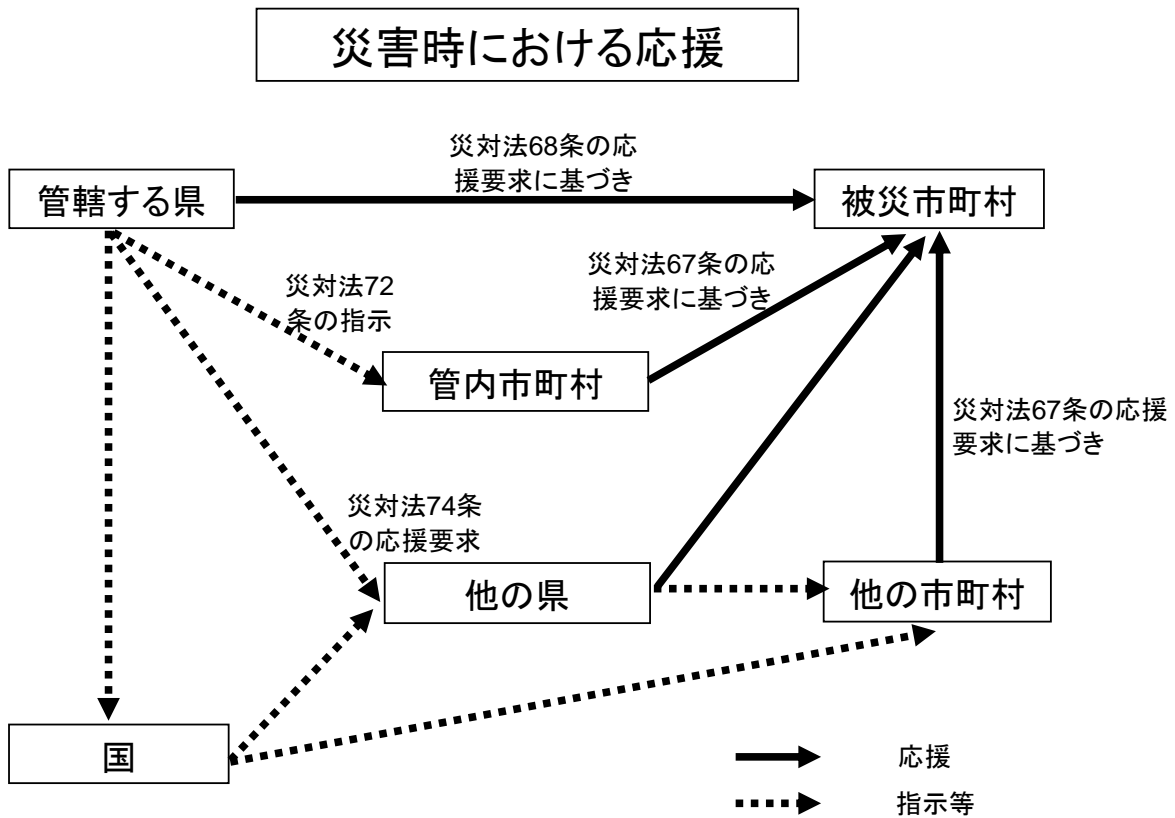 災害時における応援
災対法68条の応
援要求に基づき
管轄する県
被災市町村
災対法67条の応
援要求に基づき
災対法72
条の指示
管内市町村
災対法67条の応援
要求に基づき
災対法74条
の応援要求
他の県
他の市町村
国
応援
指示等